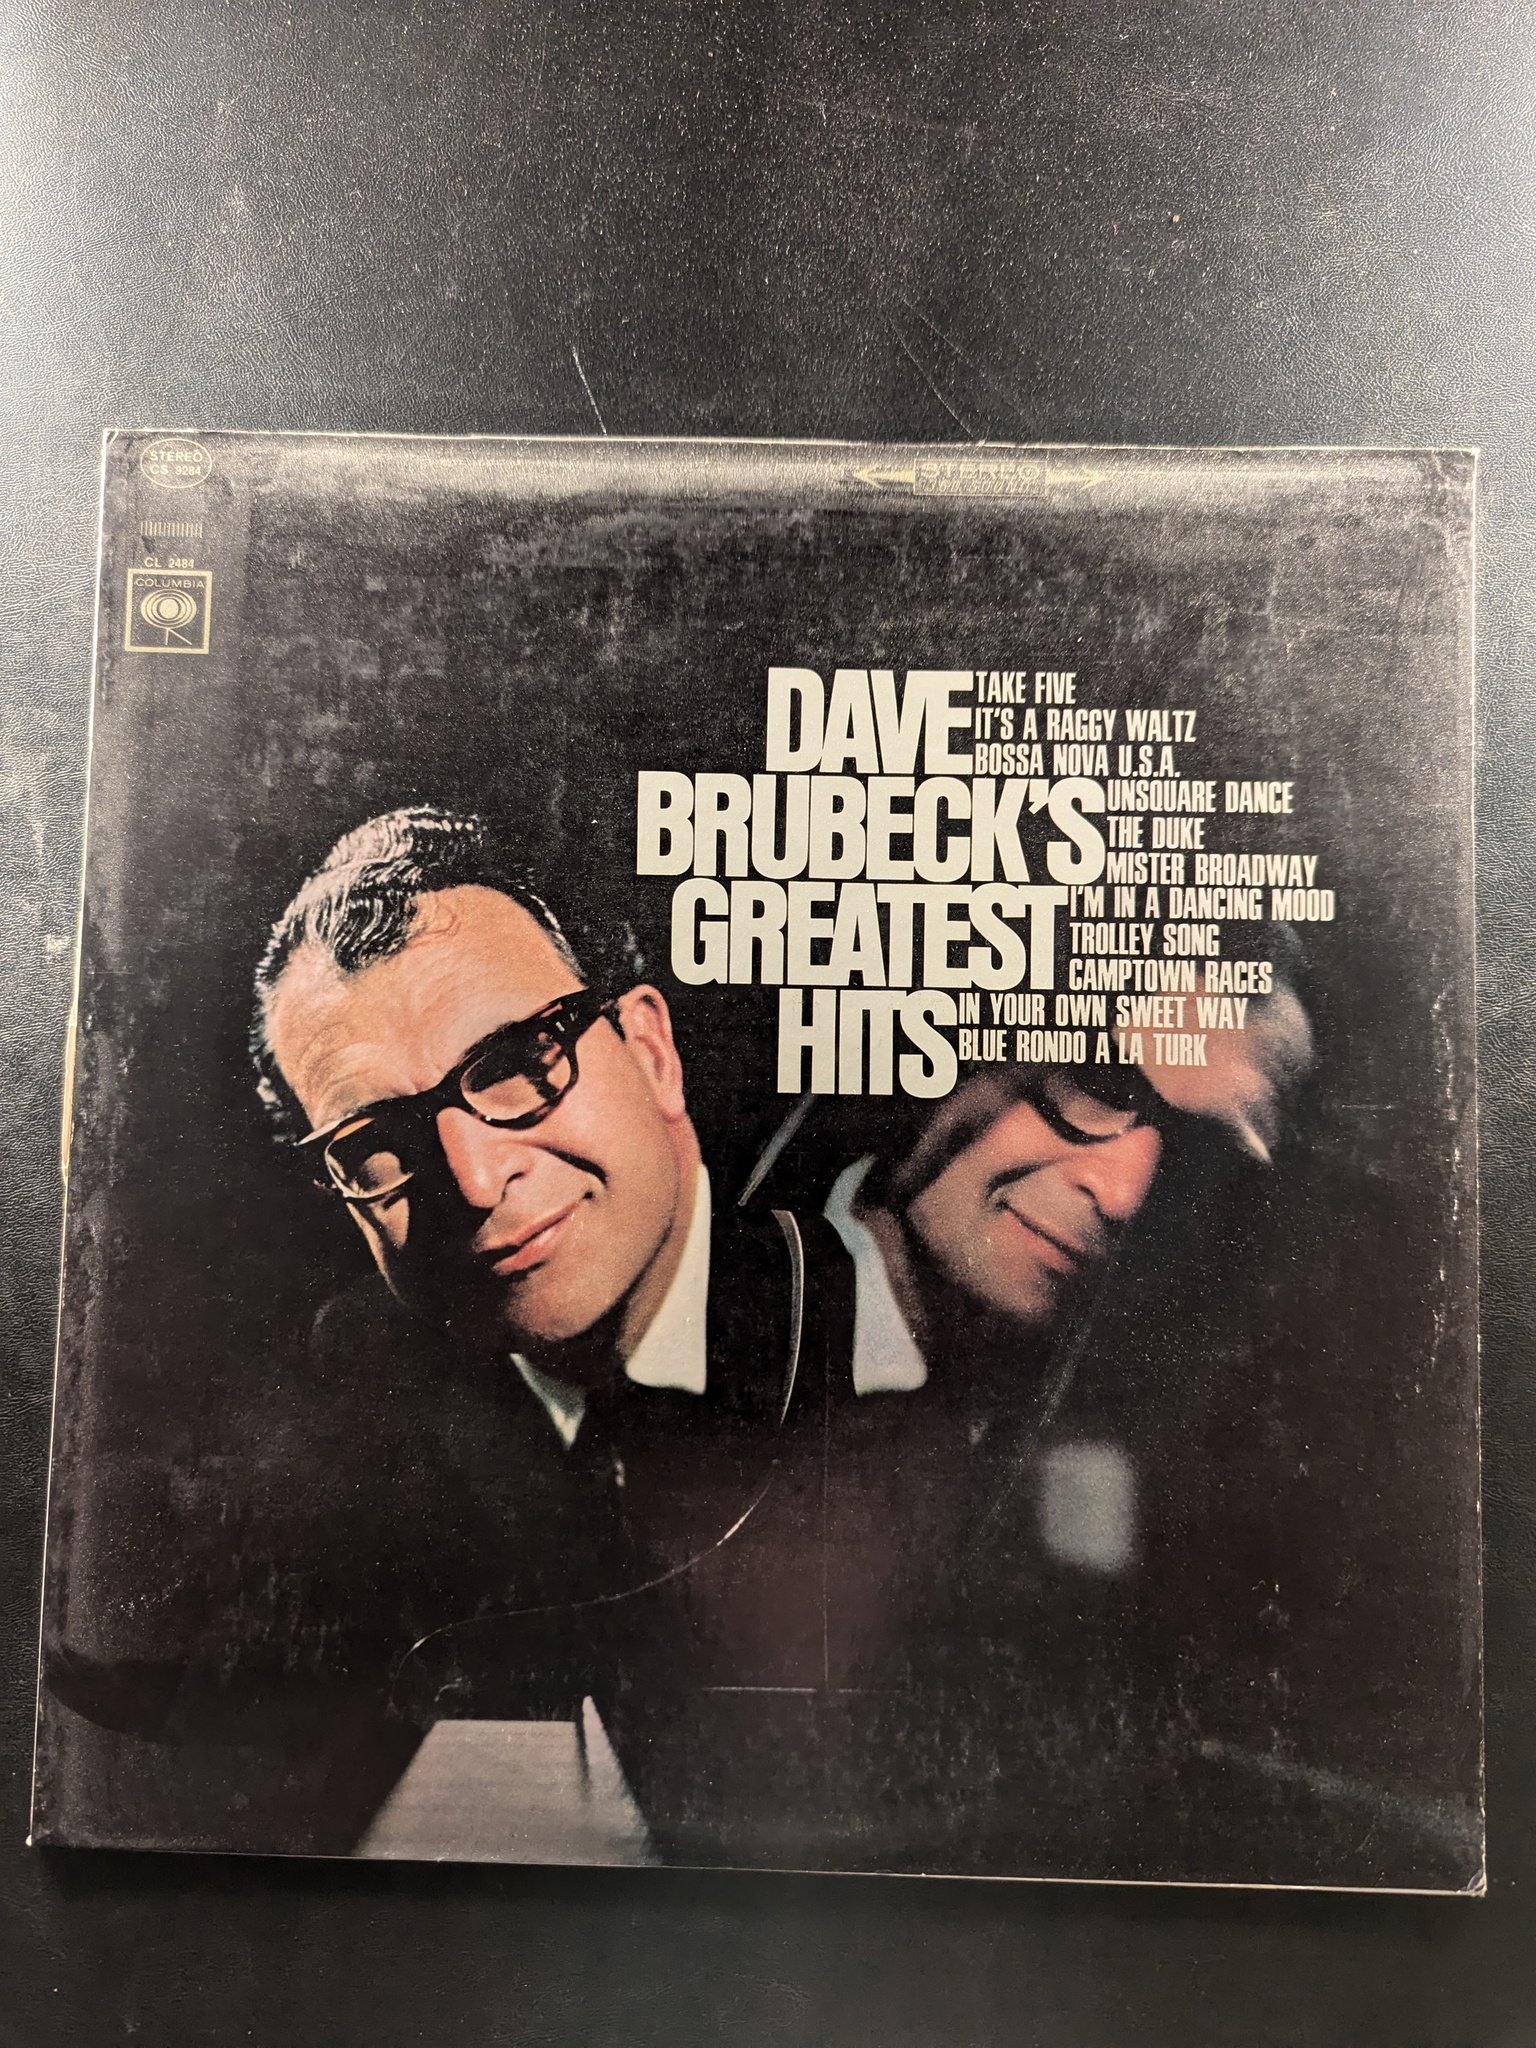 STEREO
CS 9284
CL 2484
COLUMBIA
STEREO
DAVE
TAKE FIVE
IT'S A RAGGY WALTZ
BOSSA NOVA U.S.A.
BRUBECK'S
UNSQUARE DANCE
THE DUKE
MISTER BROADWAY
GREATEST
I'M IN A DANCING MOOD
TROLLEY SONG
CAMPTOWN RACES
HITS
IN YOUR OWN SWEET WAY
BLUE RONDO A LA TURK